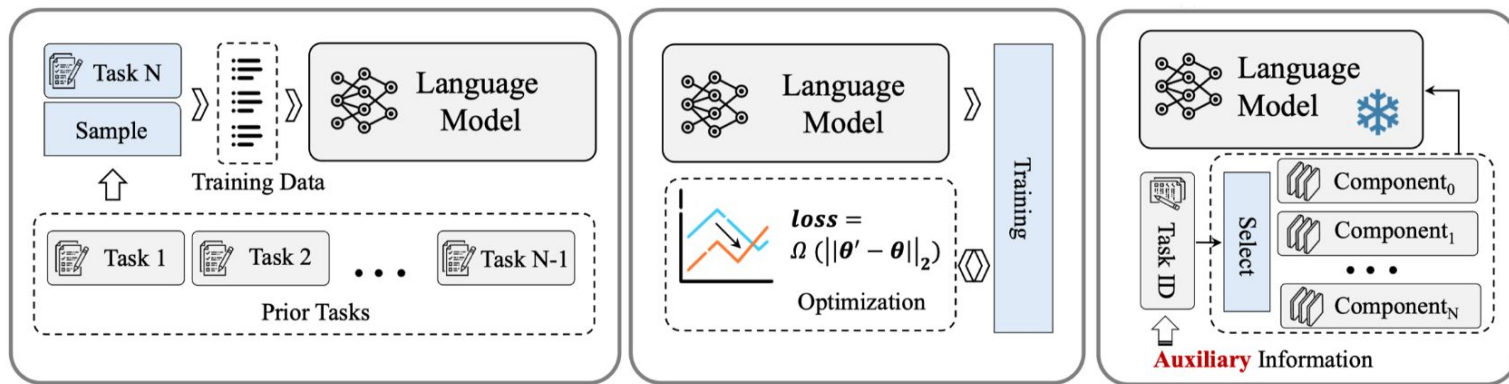 Task N
Sample
Training Data
Language
Model
Task 1
Task 2
...
Task N-1
Prior Tasks
Language
Model
loss =
Ω (||θ′ − θ||₂)
Optimization
Training
Language
Model
Task ID
Select
Component₀
Component₁
...
Component_N
Auxiliary Information